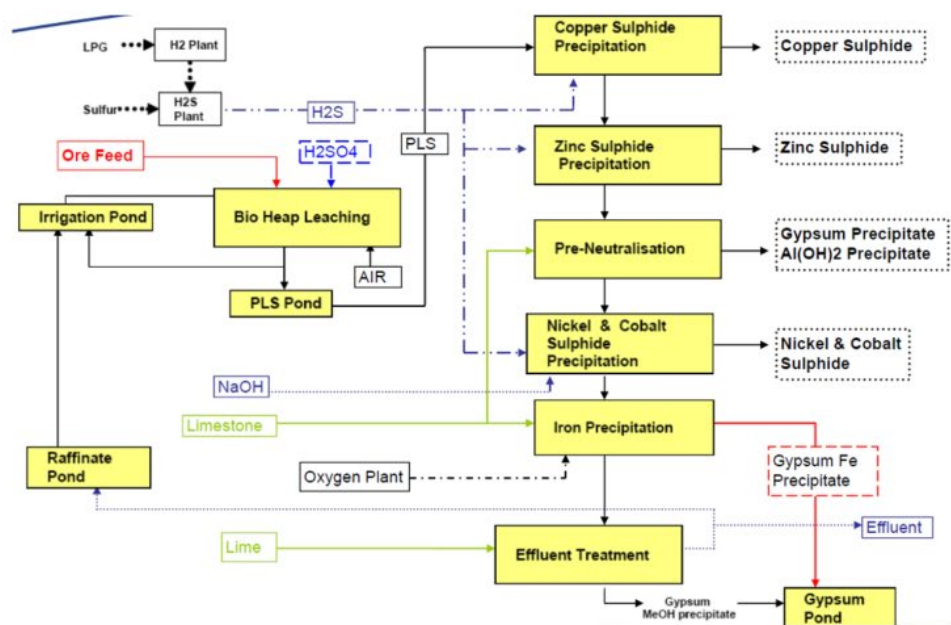 LPG
H2 Plant
Sulfur
H2S
Plant
H2S
Copper Sulphide
Precipitation
Copper Sulphide
PLS
Ore Feed
H2SO4
Zinc Sulphide
Precipitation
Zinc Sulphide
Irrigation Pond
Bio Heap Leaching
Pre-Neutralisation
Gypsum Precipitate
Al(OH)2 Precipitate
AIR
PLS Pond
Nickel & Cobalt
Sulphide
Precipitation
Nickel & Cobalt
Sulphide
NaOH
Limestone
Iron Precipitation
Raffinate
Pond
Oxygen Plant
Gypsum Fe
Precipitate
Effluent
Lime
Effluent Treatment
Gypsum
MeOH precipitate
Gypsum
Pond